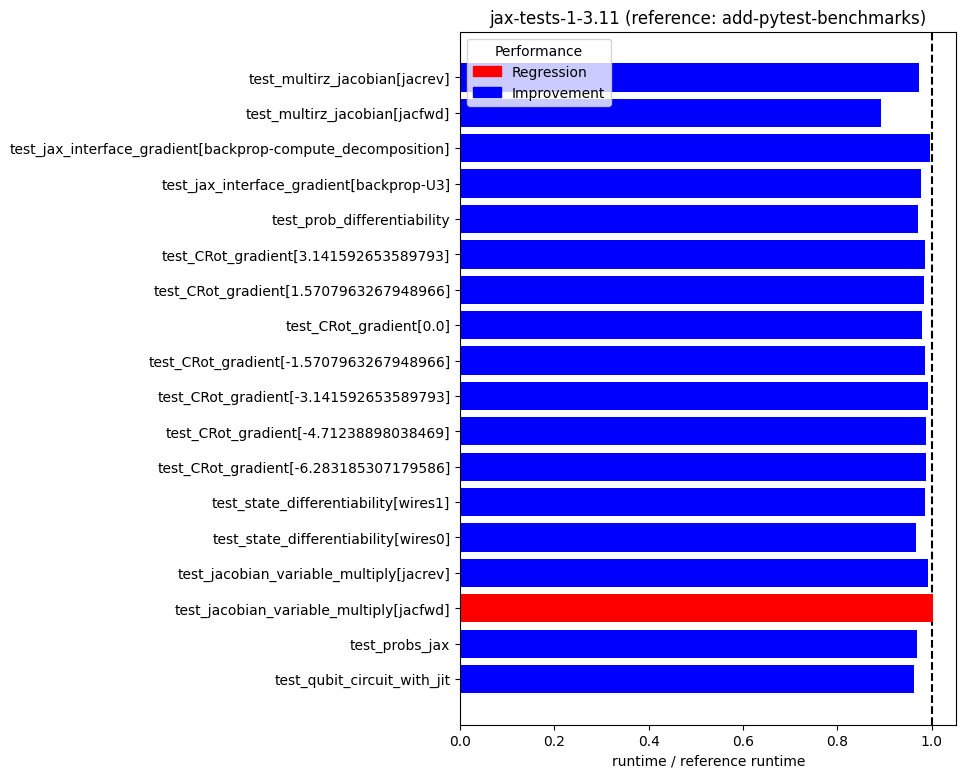 jax-tests-1-3.11 (reference: add-pytest-benchmarks)
Performance
Regression
Improvement
test_multirz_jacobian[jacrev]
test_multirz_jacobian[jacfwd]
test_jax_interface_gradient[backprop-compute_decomposition]
test_jax_interface_gradient[backprop-U3]
test_prob_differentiability
test_CRot_gradient[3.141592653589793]
test_CRot_gradient[1.5707963267948966]
test_CRot_gradient[0.0]
test_CRot_gradient[-1.5707963267948966]
test_CRot_gradient[-3.141592653589793]
test_CRot_gradient[-4.71238898038469]
test_CRot_gradient[-6.283185307179586]
test_state_differentiability[wires1]
test_state_differentiability[wires0]
test_jacobian_variable_multiply[jacrev]
test_jacobian_variable_multiply[jacfwd]
test_probs_jax
test_qubit_circuit_with_jit
0.0 0.2 0.4 0.6 0.8 1.0
runtime / reference runtime